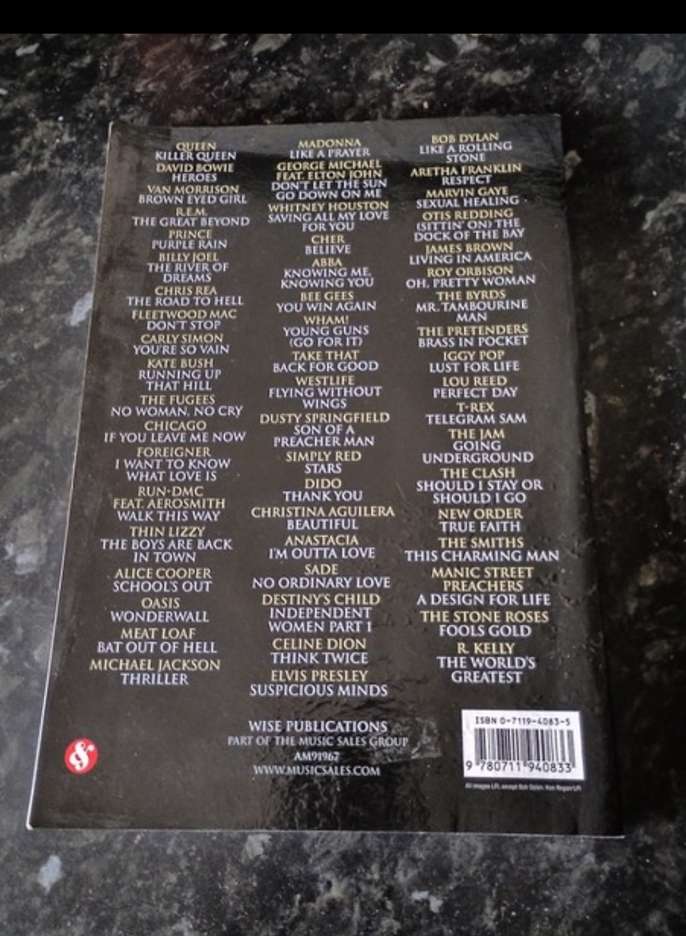 QUEEN
KILLER QUEEN
DAVID BOWIE
HEROES
VAN MORRISON
BROWN EYED GIRL
R.E.M.
THE GREAT BEYOND
PRINCE
PURPLE RAIN
BILLY JOEL
THE RIVER OF
DREAMS
CHRIS REA
THE ROAD TO HELL
FLEETWOOD MAC
DON'T STOP
CARLY SIMON
YOU'RE SO VAIN
KATE BUSH
RUNNING UP
THAT HILL
THE FUGEES
NO WOMAN, NO CRY
CHICAGO
IF YOU LEAVE ME NOW
FOREIGNER
I WANT TO KNOW
WHAT LOVE IS
RUN-DMC
FEAT. AEROSMITH
WALK THIS WAY
THIN LIZZY
THE BOYS ARE BACK
IN TOWN
ALICE COOPER
SCHOOL'S OUT
OASIS
WONDERWALL
MEAT LOAF
BAT OUT OF HELL
MICHAEL JACKSON
THRILLER
MADONNA
LIKE A PRAYER
GEORGE MICHAEL
FEAT. ELTON JOHN
DON'T LET THE SUN
GO DOWN ON ME
WHITNEY HOUSTON
SAVING ALL MY LOVE
FOR YOU
CHER
BELIEVE
ABBA
KNOWING ME,
KNOWING YOU
BEE GEES
YOU WIN AGAIN
WHAM!
YOUNG GUNS
(GO FOR IT)
TAKE THAT
BACK FOR GOOD
WESTLIFE
FLYING WITHOUT
WINGS
DUSTY SPRINGFIELD
SON OF A
PREACHER MAN
SIMPLY RED
STARS
DIDO
THANK YOU
CHRISTINA AGUILERA
BEAUTIFUL
ANASTACIA
I'M OUTTA LOVE
SADE
NO ORDINARY LOVE
DESTINY'S CHILD
INDEPENDENT
WOMEN PART 1
CELINE DION
THINK TWICE
ELVIS PRESLEY
SUSPICIOUS MINDS
BOB DYLAN
LIKE A ROLLING
STONE
ARETHA FRANKLIN
RESPECT
MARVIN GAYE
SEXUAL HEALING
OTIS REDDING
(SITTIN' ON) THE
DOCK OF THE BAY
JAMES BROWN
LIVING IN AMERICA
ROY ORBISON
OH, PRETTY WOMAN
THE BYRDS
MR. TAMBOURINE
MAN
THE PRETENDERS
BRASS IN POCKET
IGGY POP
LUST FOR LIFE
LOU REED
PERFECT DAY
T-REX
TELEGRAM SAM
THE JAM
GOING
UNDERGROUND
THE CLASH
SHOULD I STAY OR
SHOULD I GO
NEW ORDER
TRUE FAITH
THE SMITHS
THIS CHARMING MAN
MANIC STREET
PREACHERS
A DESIGN FOR LIFE
THE STONE ROSES
FOOLS GOLD
R. KELLY
THE WORLD'S
GREATEST
WISE PUBLICATIONS
PART OF THE MUSIC SALES GROUP
AM91967
WWW.MUSICSALES.COM
ISBN 0-7119-4083-5
9 780711 940833
All images LFI, except Bob Dylan, Ken Regan/LFI